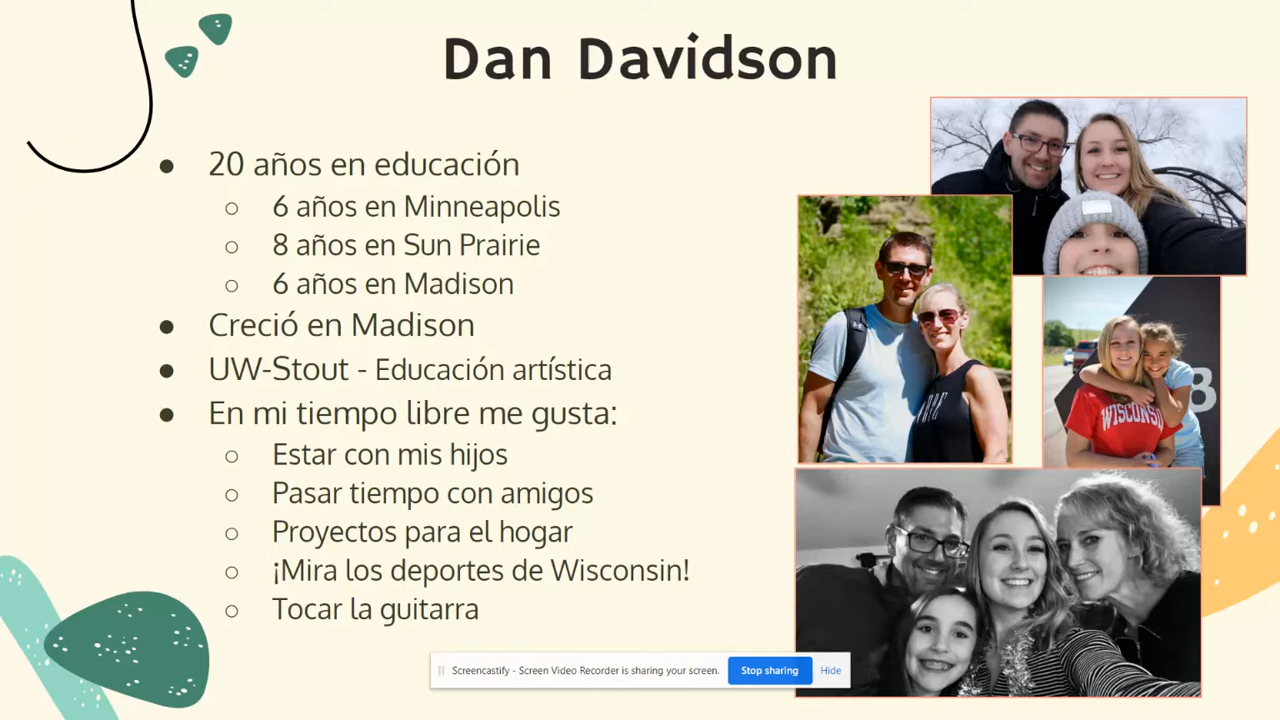 Dan Davidson
20 años en educación
6 años en Minneapolis
8 años en Sun Prairie
6 años en Madison
Creció en Madison
UW-Stout - Educación artística
En mi tiempo libre me gusta:
Estar con mis hijos
Pasar tiempo con amigos
Proyectos para el hogar
¡Mira los deportes de Wisconsin!
Tocar la guitarra
WISCONS
8
Screencastify - Screen Video Recorder is sharing your screen.
Stop sharing
Hide